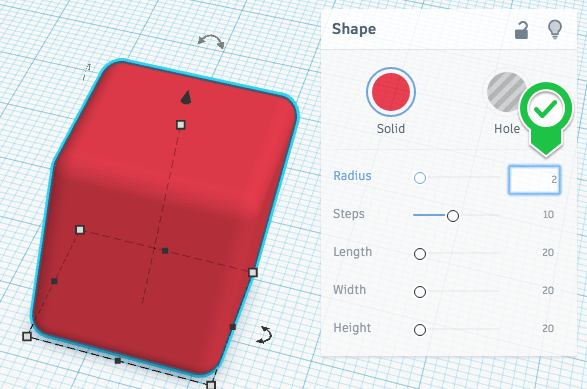 Shape
Solid
Hole
Radius 2
Steps 10
Length 20
Width 20
Height 20